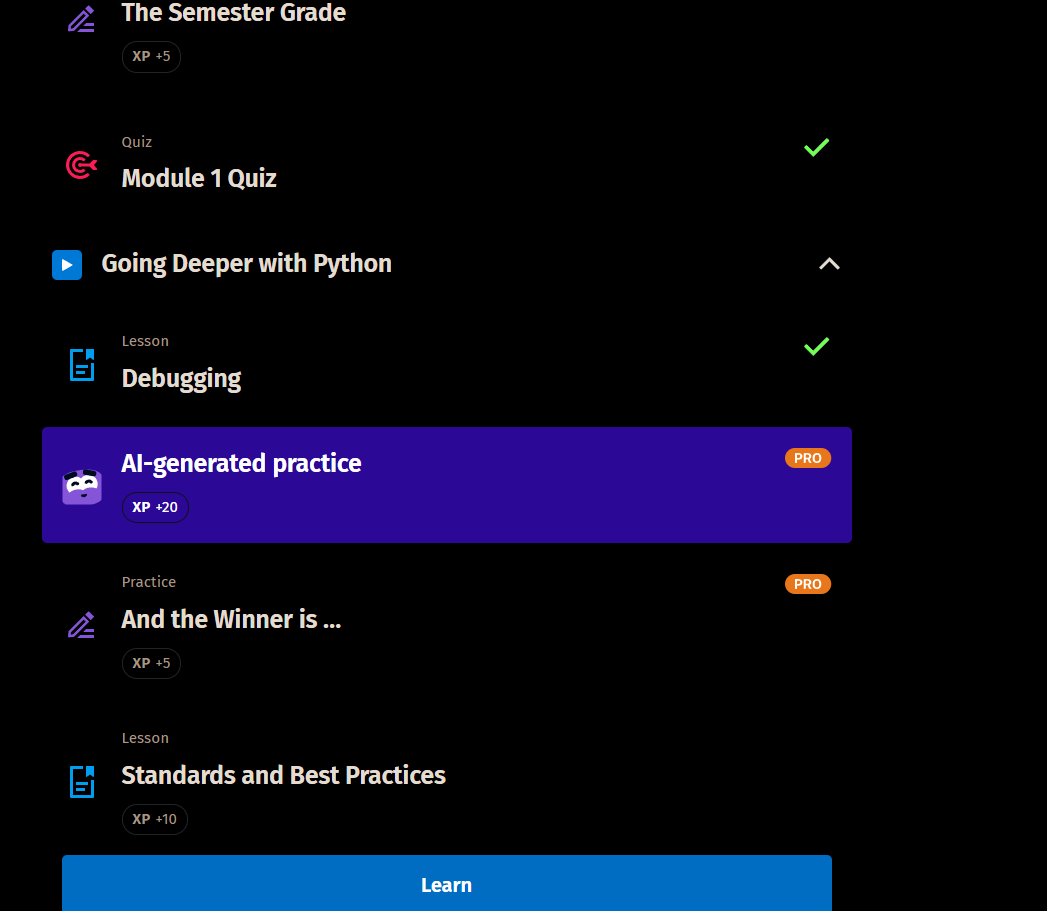 The Semester Grade
XP +5
Quiz
Module 1 Quiz
Going Deeper with Python
Lesson
Debugging
AI-generated practice
PRO
XP +20
Practice
PRO
And the Winner is ...
XP +5
Lesson
Standards and Best Practices
XP +10
Learn